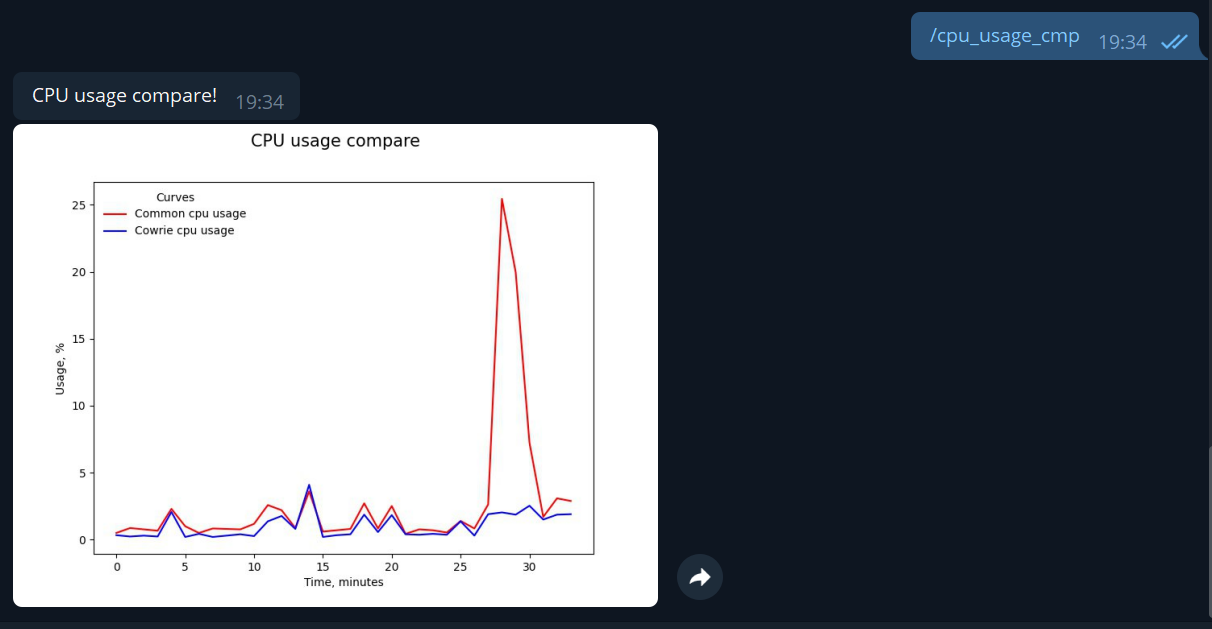 /cpu_usage_cmp 19:34
CPU usage compare! 19:34
CPU usage compare
Curves
Common cpu usage
Cowrie cpu usage
25
20
15
10
5
0
Usage, %
0 5 10 15 20 25 30
Time, minutes